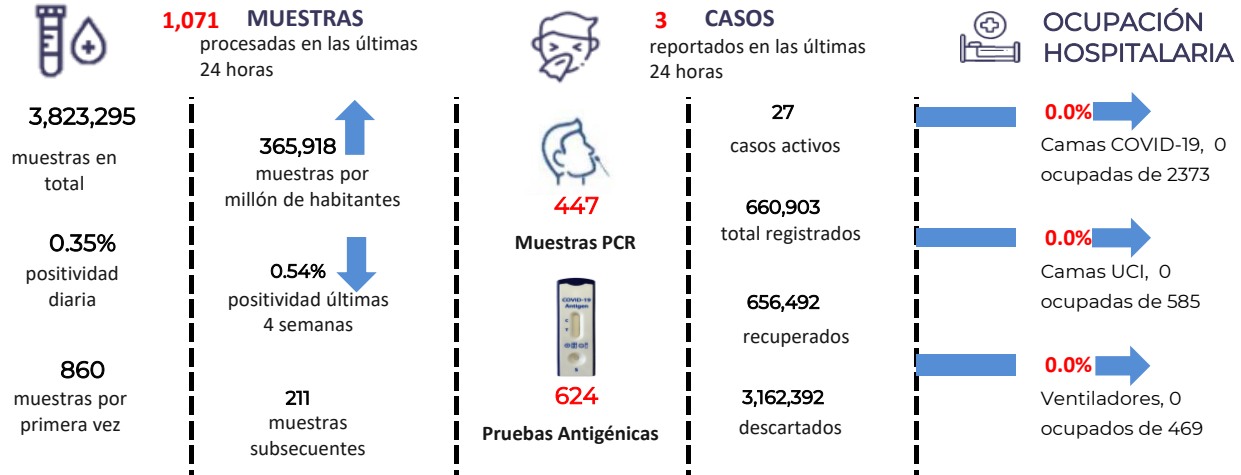 1,071 MUESTRAS
procesadas en las últimas
24 horas
3,823,295
muestras en
total
0.35%
positividad
diaria
860
muestras por
primera vez
365,918
muestras por
millón de habitantes
0.54%
positividad últimas
4 semanas
211
muestras
subsecuentes
447
Muestras PCR
COVID-19
Antigen
C
T
S
624
Pruebas Antigénicas
3 CASOS
reportados en las últimas
24 horas
27
casos activos
660,903
total registrados
656,492
recuperados
3,162,392
descartados
OCUPACIÓN
HOSPITALARIA
0.0%
Camas COVID-19, 0
ocupadas de 2373
0.0%
Camas UCI, 0
ocupadas de 585
0.0%
Ventiladores, 0
ocupados de 469